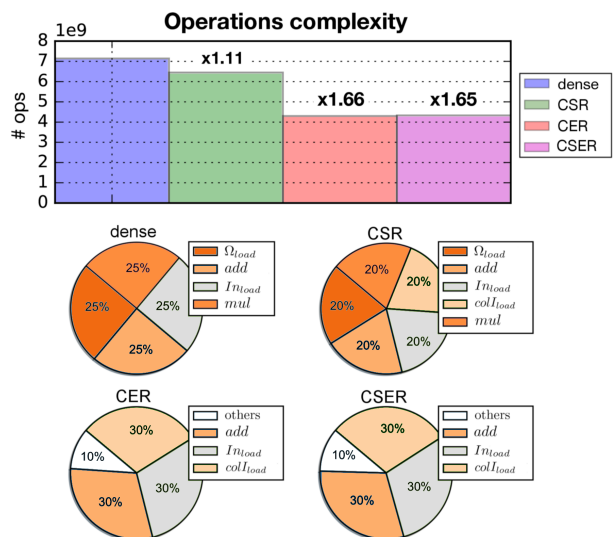 Operations complexity
1e9
8
7
6
5
4
3
2
1
0
# ops
x1.11
x1.66
x1.65
dense
CSR
CER
CSER
dense
25%
25%
25%
25%
Ω_load
add
In_load
mul
CSR
20%
20%
20%
20%
20%
Ω_load
add
In_load
colI_load
mul
CER
30%
10%
30%
30%
others
add
In_load
colI_load
CSER
30%
10%
30%
30%
others
add
In_load
colI_load